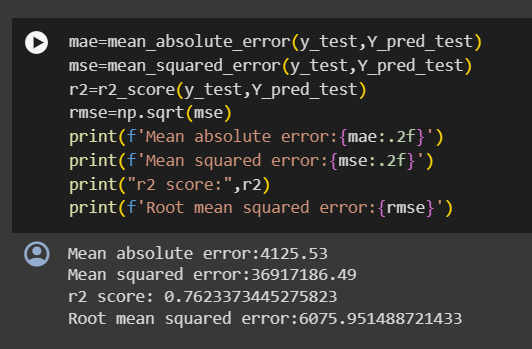 mae=mean_absolute_error(y_test,Y_pred_test)
mse=mean_squared_error(y_test,Y_pred_test)
r2=r2_score(y_test,Y_pred_test)
rmse=np.sqrt(mse)
print(f'Mean absolute error:{mae:.2f}')
print(f'Mean squared error:{mse:.2f}')
print("r2 score:",r2)
print(f'Root mean squared error:{rmse}')
Mean absolute error:4125.53
Mean squared error:36917186.49
r2 score: 0.7623373445275823
Root mean squared error:6075.951488721433